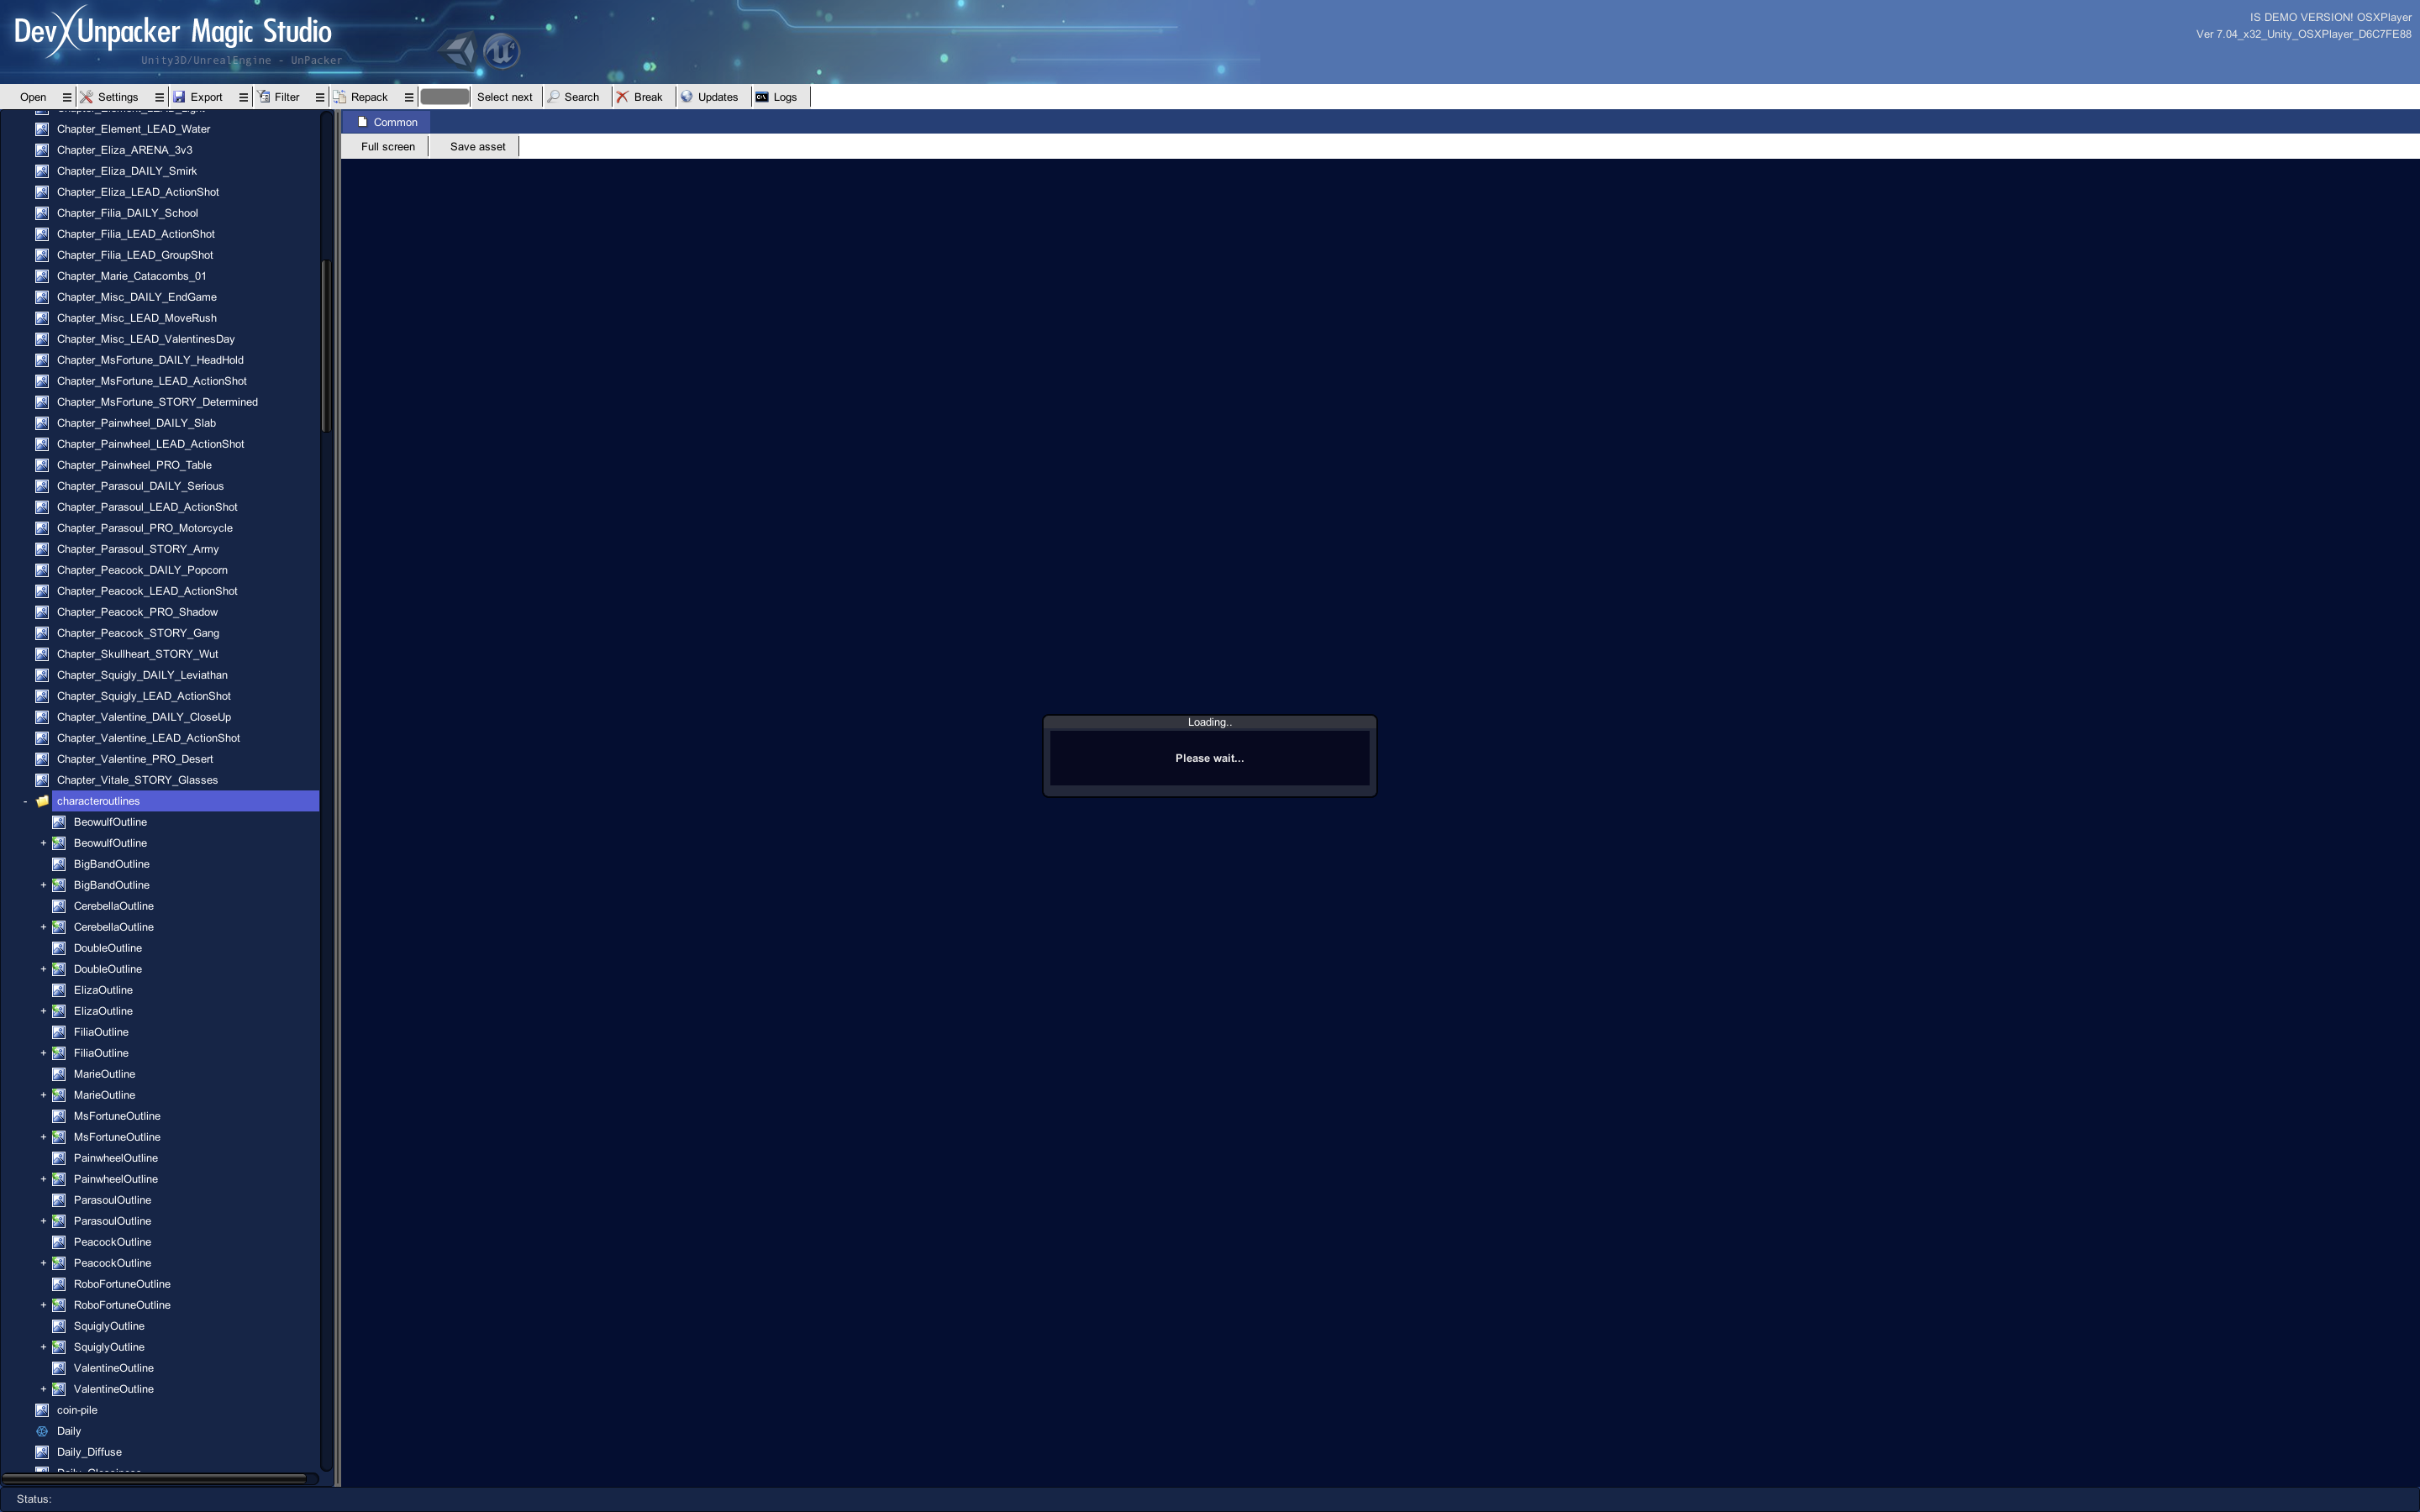 DevXUnpacker Magic Studio
Unity3D/UnrealEngine - UnPacker
IS DEMO VERSION! OSXPlayer
Ver 7.04_x32_Unity_OSXPlayer_D6C7FE88
Open Settings Export Filter Repack Select next Search Break Updates Logs
Chapter_Element_LEAD_Light
Chapter_Element_LEAD_Water
Chapter_Eliza_ARENA_3v3
Chapter_Eliza_DAILY_Smirk
Chapter_Eliza_LEAD_ActionShot
Chapter_Filia_DAILY_School
Chapter_Filia_LEAD_ActionShot
Chapter_Filia_LEAD_GroupShot
Chapter_Marie_Catacombs_01
Chapter_Misc_DAILY_EndGame
Chapter_Misc_LEAD_MoveRush
Chapter_Misc_LEAD_ValentinesDay
Chapter_MsFortune_DAILY_HeadHold
Chapter_MsFortune_LEAD_ActionShot
Chapter_MsFortune_STORY_Determined
Chapter_Painwheel_DAILY_Slab
Chapter_Painwheel_LEAD_ActionShot
Chapter_Painwheel_PRO_Table
Chapter_Parasoul_DAILY_Serious
Chapter_Parasoul_LEAD_ActionShot
Chapter_Parasoul_PRO_Motorcycle
Chapter_Parasoul_STORY_Army
Chapter_Peacock_DAILY_Popcorn
Chapter_Peacock_LEAD_ActionShot
Chapter_Peacock_PRO_Shadow
Chapter_Peacock_STORY_Gang
Chapter_Skullheart_STORY_Wut
Chapter_Squigly_DAILY_Leviathan
Chapter_Squigly_LEAD_ActionShot
Chapter_Valentine_DAILY_CloseUp
Chapter_Valentine_LEAD_ActionShot
Chapter_Valentine_PRO_Desert
Chapter_Vitale_STORY_Glasses
- characteroutlines
BeowulfOutline
+ BeowulfOutline
BigBandOutline
+ BigBandOutline
CerebellaOutline
+ CerebellaOutline
DoubleOutline
+ DoubleOutline
ElizaOutline
+ ElizaOutline
FiliaOutline
+ FiliaOutline
MarieOutline
+ MarieOutline
MsFortuneOutline
+ MsFortuneOutline
PainwheelOutline
+ PainwheelOutline
ParasoulOutline
+ ParasoulOutline
PeacockOutline
+ PeacockOutline
RoboFortuneOutline
+ RoboFortuneOutline
SquiglyOutline
+ SquiglyOutline
ValentineOutline
+ ValentineOutline
coin-pile
Daily
Daily_Diffuse
Common
Full screen Save asset
Loading..
Please wait...
Status: